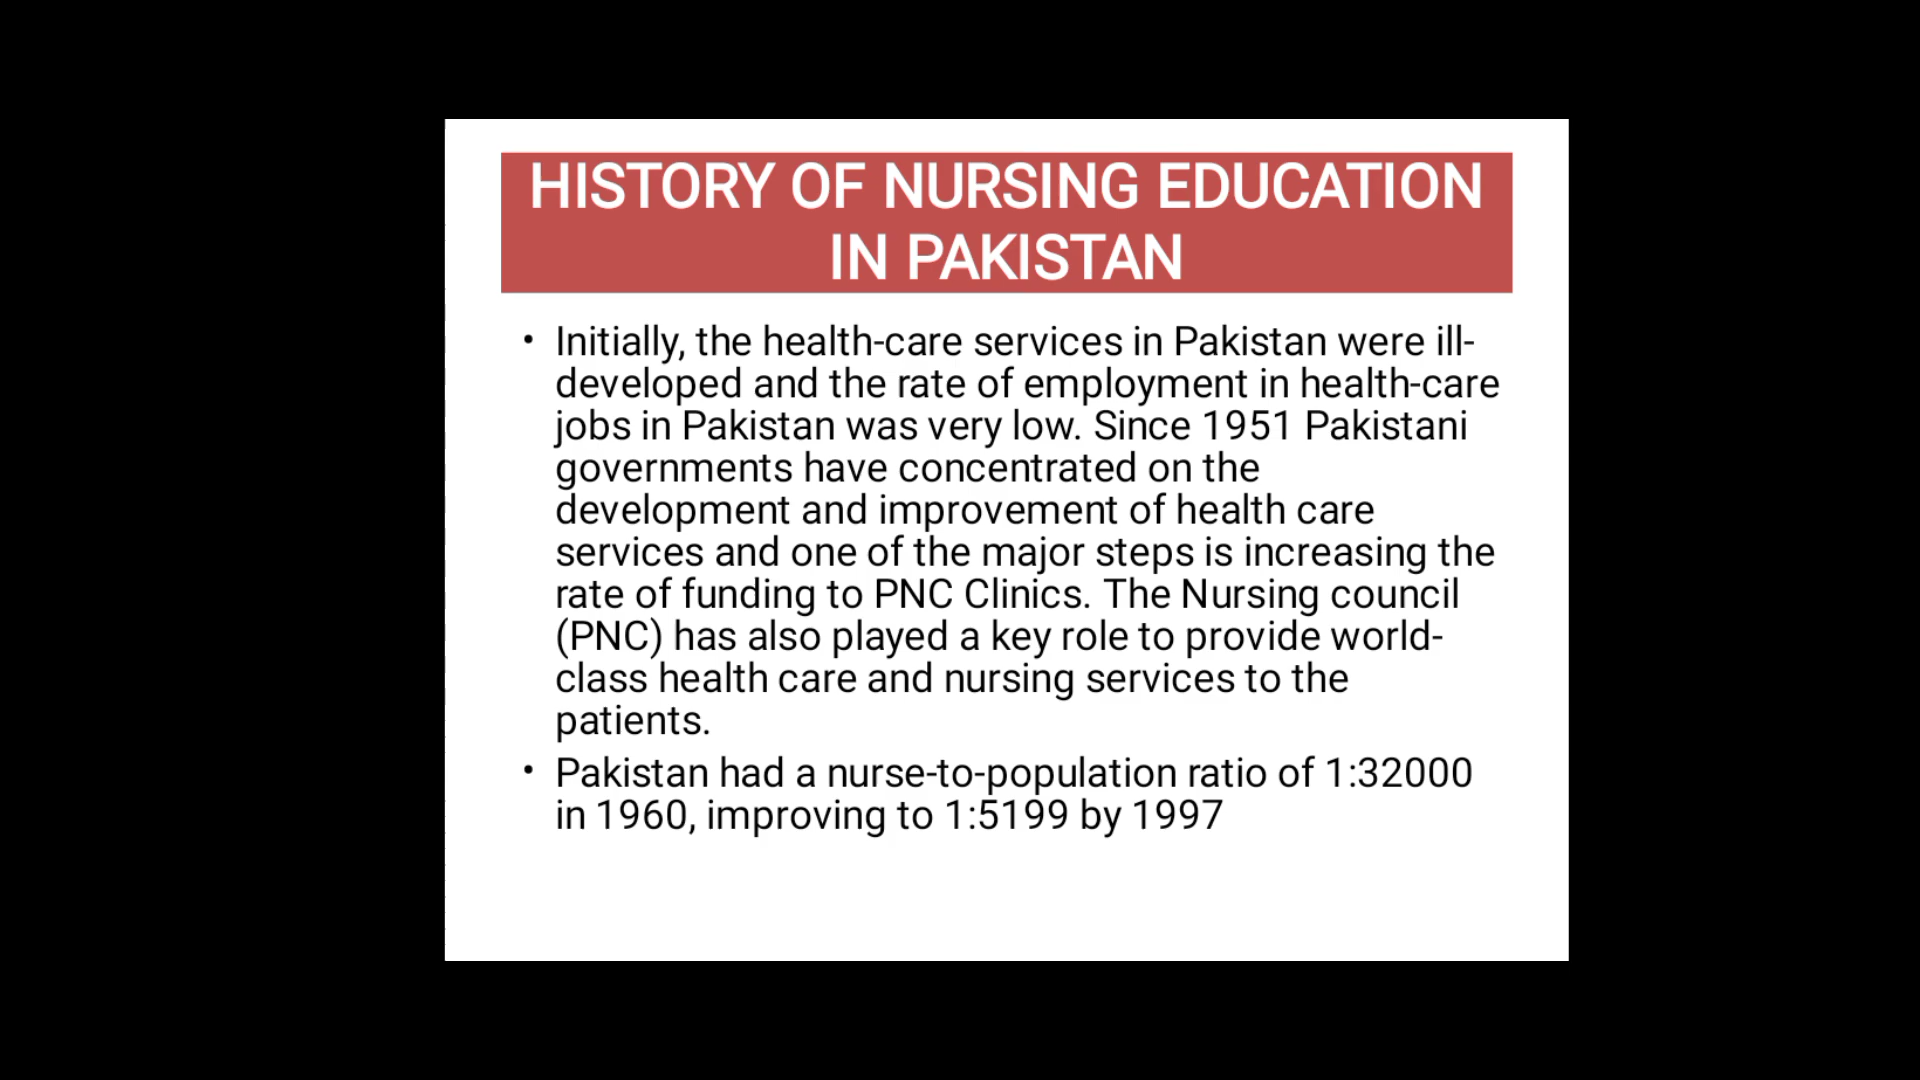 HISTORY OF NURSING EDUCATION
IN PAKISTAN
• Initially, the health-care services in Pakistan were ill-
developed and the rate of employment in health-care
jobs in Pakistan was very low. Since 1951 Pakistani
governments have concentrated on the
development and improvement of health care
services and one of the major steps is increasing the
rate of funding to PNC Clinics. The Nursing council
(PNC) has also played a key role to provide world-
class health care and nursing services to the
patients.
• Pakistan had a nurse-to-population ratio of 1:32000
in 1960, improving to 1:5199 by 1997